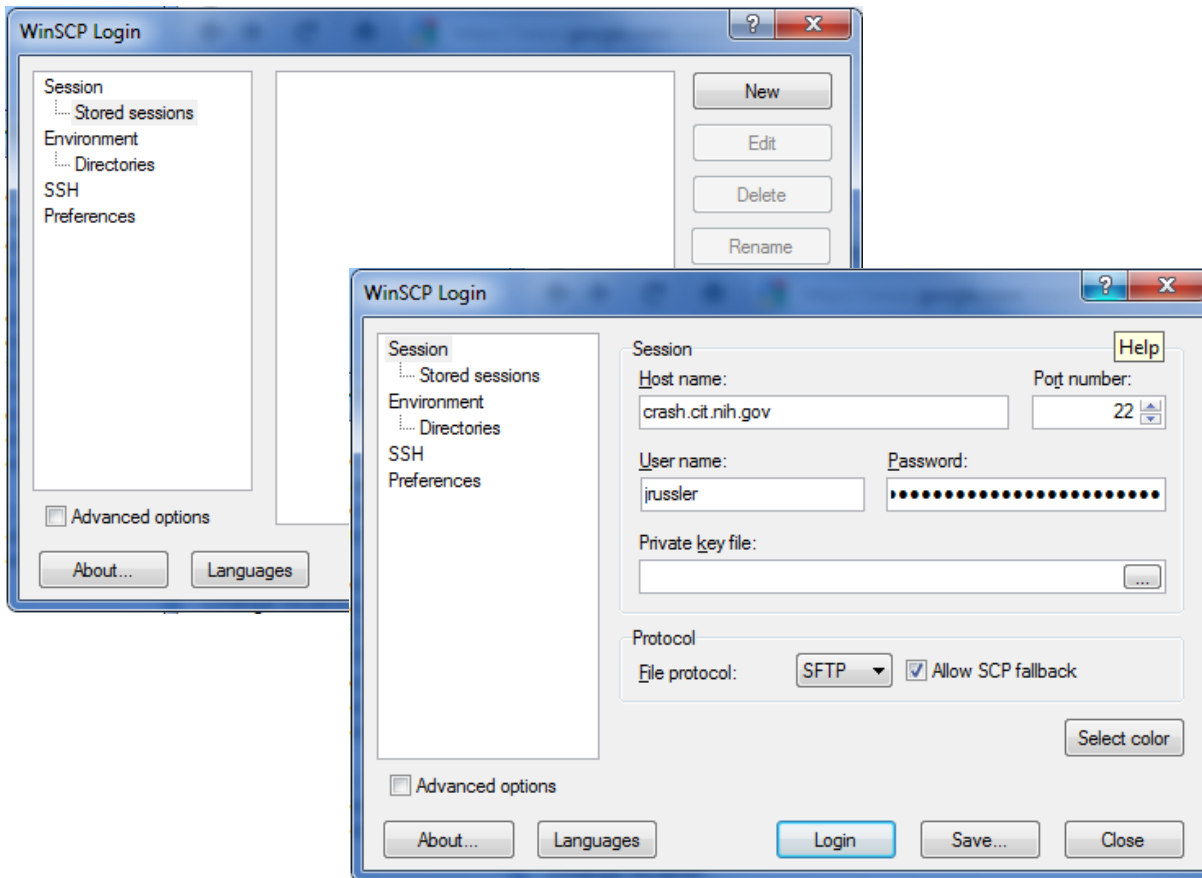 WinSCP Login
Session
Stored sessions
Environment
Directories
SSH
Preferences
New
Edit
Delete
Rename
Advanced options
About...
Languages
WinSCP Login
Help
Session
Stored sessions
Environment
Directories
SSH
Preferences
Session
Host name:
Port number:
crash.cit.nih.gov
22
User name:
Password:
jrussler
Private key file:
...
Protocol
File protocol:
SFTP
Allow SCP fallback
Select color
Advanced options
About...
Languages
Login
Save...
Close